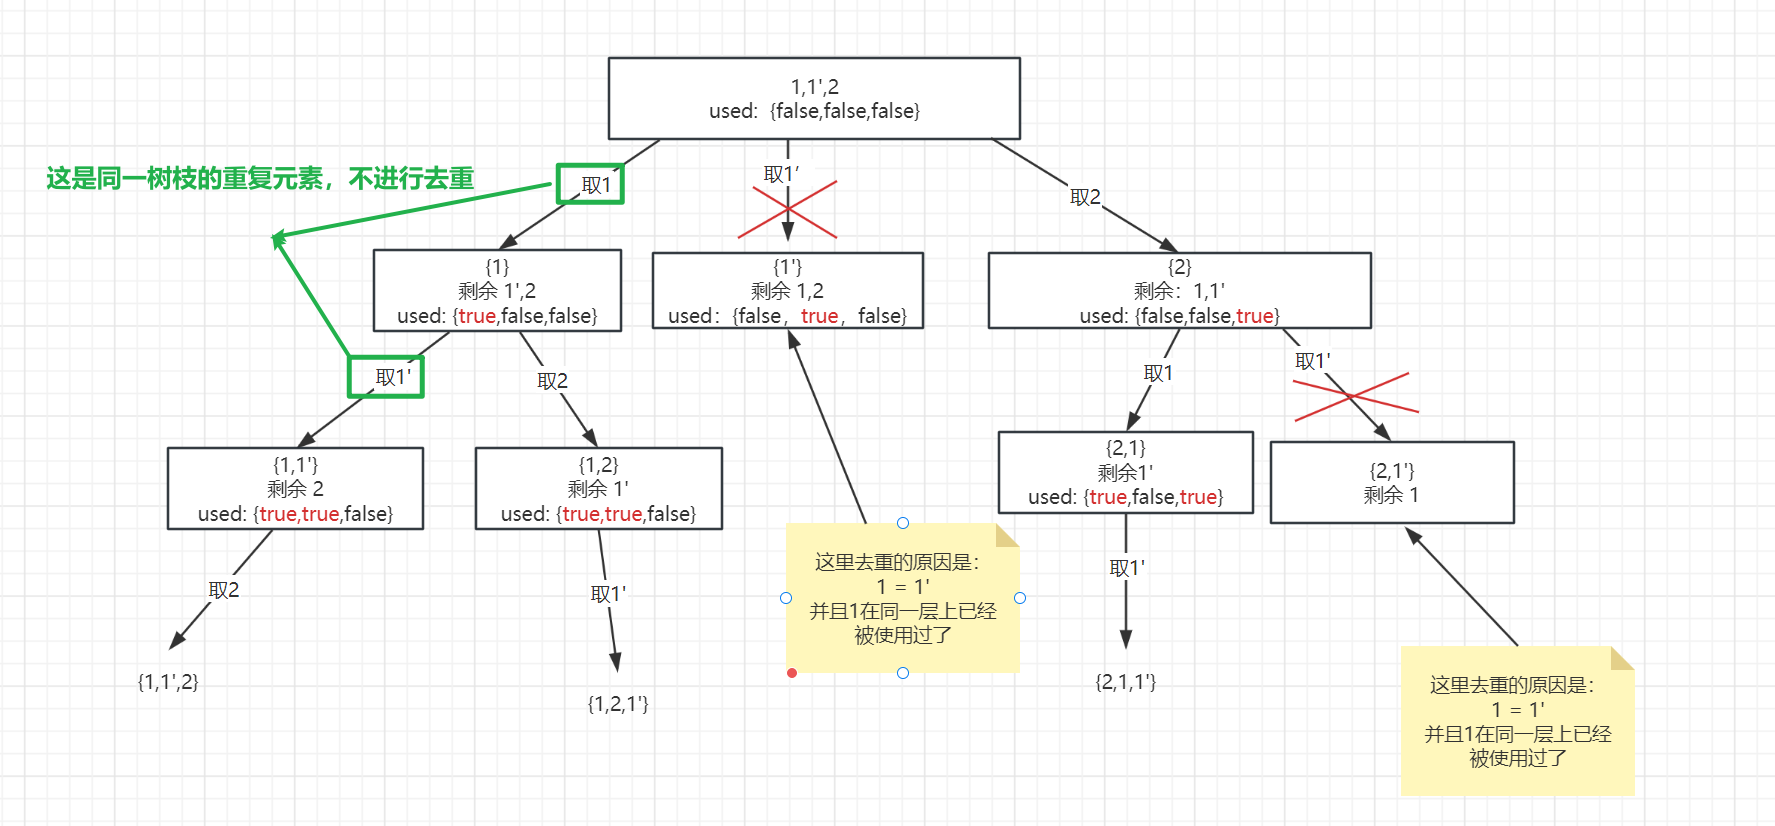 1,1',2
used: {false,false,false}
这是同一树枝的重复元素，不进行去重
取1
取1’
取2
{1}
剩余 1',2
used: {true,false,false}
{1'}
剩余 1,2
used: {false，true，false}
{2}
剩余：1,1'
used: {false,false,true}
取1'
取2
取1
取1'
{1,1'}
剩余 2
used: {true,true,false}
{1,2}
剩余 1'
used: {true,true,false}
{2,1}
剩余1'
used: {true,false,true}
{2,1'}
剩余 1
取2
取1'
这里去重的原因是：
1 = 1'
并且1在同一层上已经
被使用过了
取1'
{1,1',2}
{1,2,1'}
{2,1,1'}
这里去重的原因是：
1 = 1'
并且1在同一层上已经
被使用过了